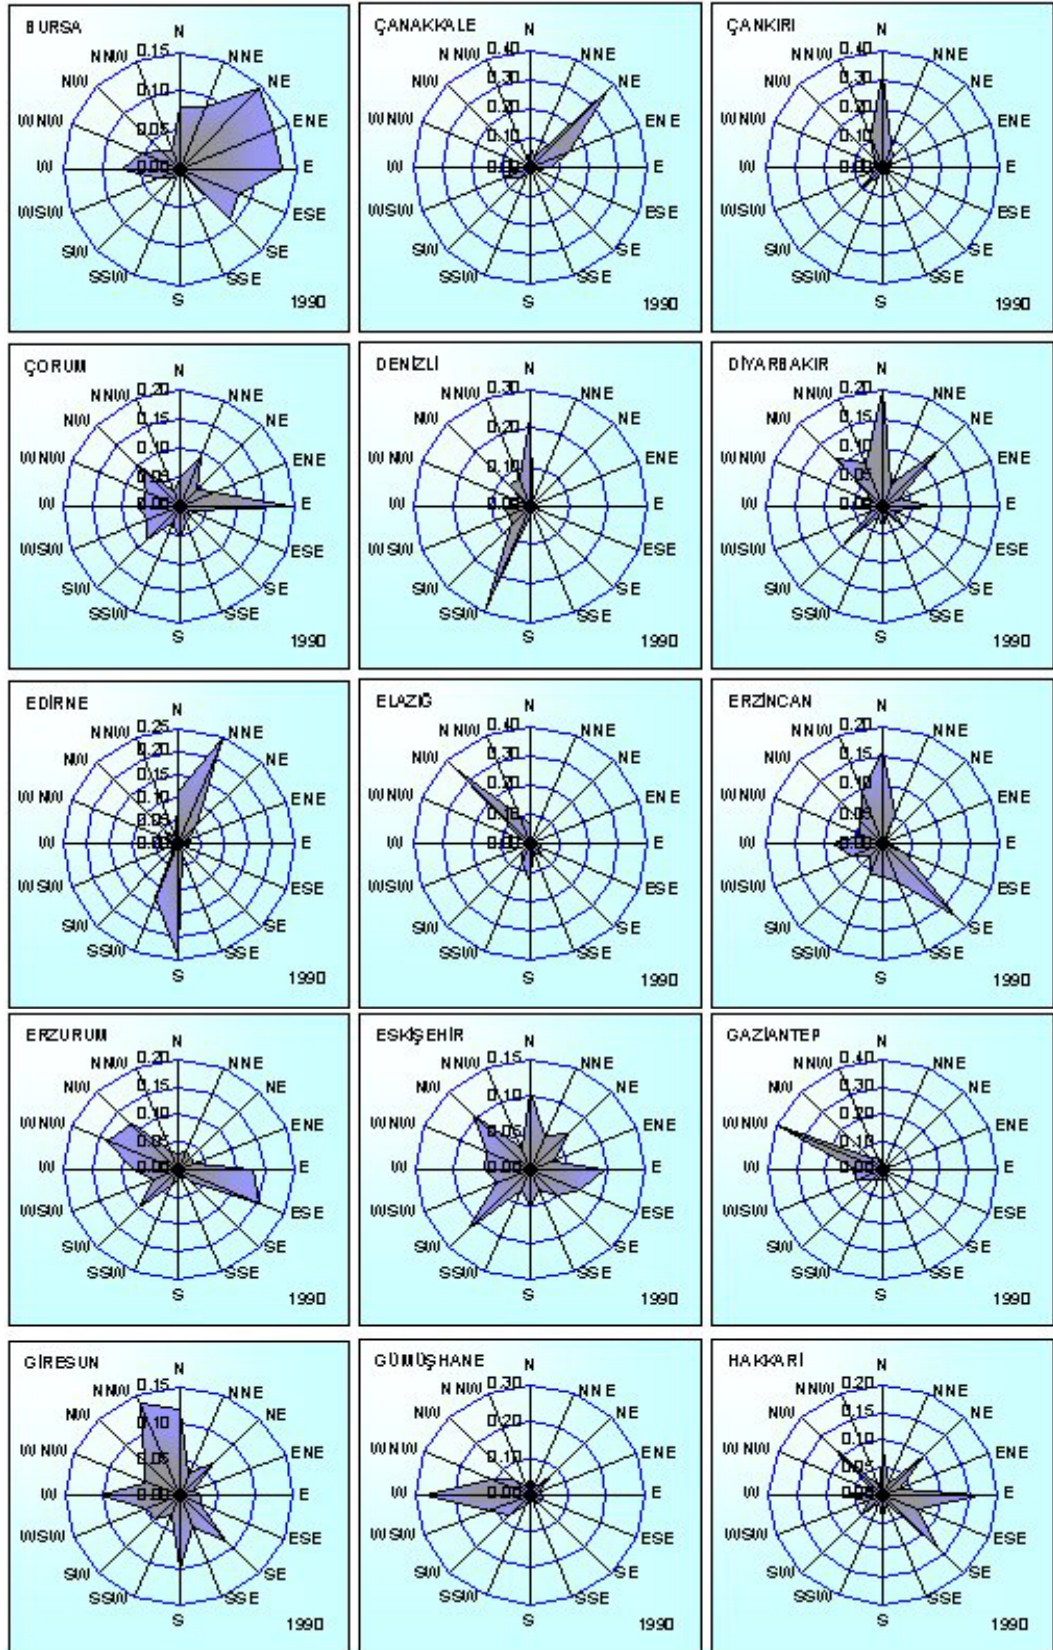 BURSA
N
NNW 0.15 NNE
NW 0.10 NE
WNW 0.05 ENE
W 0.00 E
WSW ESE
SW SE
SSW SSE
S
1990
ÇANAKKALE
N
NNW 0.40 NNE
NW 0.30 NE
0.20
WNW 0.10 ENE
W 0.00 E
WSW ESE
SW SE
SSW SSE
S
1990
ÇANKIRI
N
NNW 0.40 NNE
NW 0.30 NE
0.20
WNW 0.10 ENE
W 0.00 E
WSW ESE
SW SE
SSW SSE
S
1990
ÇORUM
N
NNW 0.20 NNE
NW 0.15 NE
0.10
WNW 0.05 ENE
W 0.00 E
WSW ESE
SW SE
SSW SSE
S
1990
DENİZLİ
N
NNW 0.30 NNE
NW 0.20 NE
WNW 0.10 ENE
W 0.00 E
WSW ESE
SW SE
SSW SSE
S
1990
DİYARBAKIR
N
NNW 0.20 NNE
NW 0.15 NE
0.10
WNW 0.05 ENE
W 0.00 E
WSW ESE
SW SE
SSW SSE
S
1990
EDİRNE
N
NNW 0.25 NNE
NW 0.20 NE
0.15
WNW 0.10 ENE
0.05
W 0.00 E
WSW ESE
SW SE
SSW SSE
S
1990
ELAZIĞ
N
NNW 0.40 NNE
NW 0.30 NE
0.20
WNW 0.10 ENE
W 0.00 E
WSW ESE
SW SE
SSW SSE
S
1990
ERZİNCAN
N
NNW 0.20 NNE
NW 0.15 NE
0.10
WNW 0.05 ENE
W 0.00 E
WSW ESE
SW SE
SSW SSE
S
1990
ERZURUM
N
NNW 0.20 NNE
NW 0.15 NE
0.10
WNW 0.05 ENE
W 0.00 E
WSW ESE
SW SE
SSW SSE
S
1990
ESKİŞEHİR
N
NNW 0.15 NNE
NW 0.10 NE
WNW 0.05 ENE
W 0.00 E
WSW ESE
SW SE
SSW SSE
S
1990
GAZİANTEP
N
NNW 0.40 NNE
NW 0.30 NE
0.20
WNW 0.10 ENE
W 0.00 E
WSW ESE
SW SE
SSW SSE
S
1990
GİRESUN
N
NNW 0.15 NNE
NW 0.10 NE
WNW 0.05 ENE
W 0.00 E
WSW ESE
SW SE
SSW SSE
S
1990
GÜMÜŞHANE
N
NNW 0.30 NNE
NW 0.20 NE
WNW 0.10 ENE
W 0.00 E
WSW ESE
SW SE
SSW SSE
S
1990
HAKKARİ
N
NNW 0.20 NNE
NW 0.15 NE
0.10
WNW 0.05 ENE
W 0.00 E
WSW ESE
SW SE
SSW SSE
S
1990